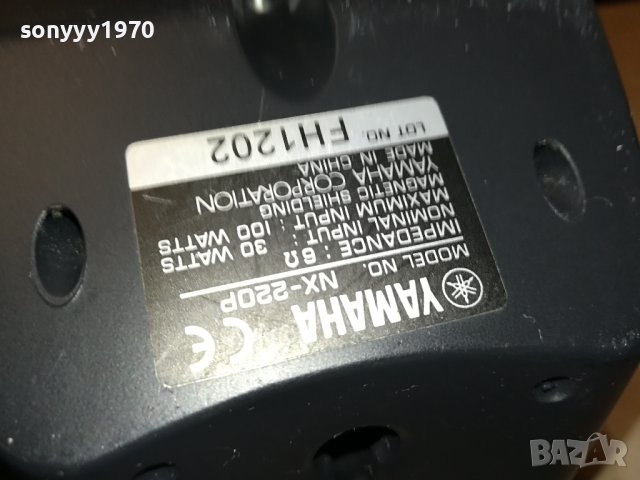 sonyyy1970
YAMAHA CE
MODEL NO. NX-220P
IMPEDANCE : 6Ω
NOMINAL INPUT : 30 WATTS
MAXIMUM INPUT : 100 WATTS
MAGNETIC SHIELDING
YAMAHA CORPORATION
MADE IN CHINA
LOT NO. FH1202
BAZAR